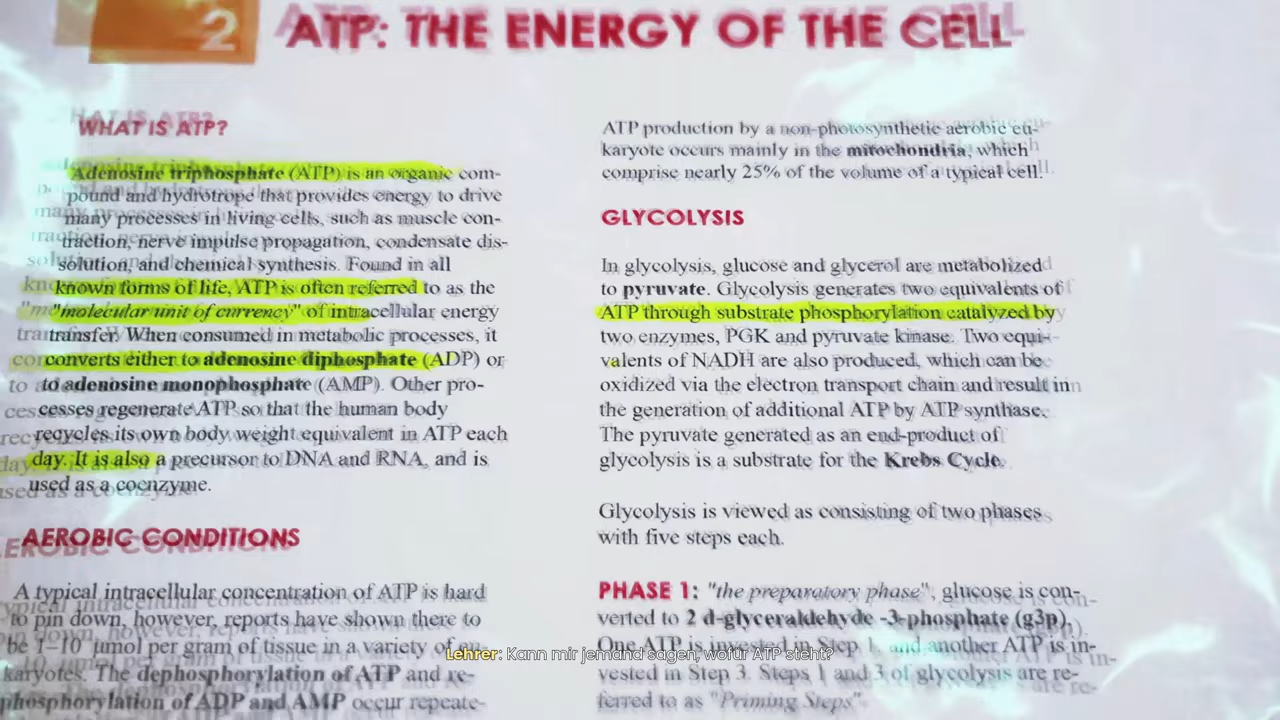 2
ATP: THE ENERGY OF THE CELL
WHAT IS ATP?
Adenosine triphosphate (ATP) is an organic com-
pound and hydrotrope that provides energy to drive
many processes in living cells, such as muscle con-
traction, nerve impulse propagation, condensate dis-
solution, and chemical synthesis. Found in all
known forms of life, ATP is often referred to as the
"molecular unit of currency" of intracellular energy
transfer. When consumed in metabolic processes, it
converts either to adenosine diphosphate (ADP) or
to adenosine monophosphate (AMP). Other pro-
cesses regenerate ATP so that the human body
recycles its own body weight equivalent in ATP each
day. It is also a precursor to DNA and RNA, and is
used as a coenzyme.
AEROBIC CONDITIONS
A typical intracellular concentration of ATP is hard
to pin down, however, reports have shown there to
be 1–10 µmol per gram of tissue in a variety of eu-
karyotes. The dephosphorylation of ATP and re-
phosphorylation of ADP and AMP occur repeate-
ATP production by a non-photosynthetic aerobic eu-
karyote occurs mainly in the mitochondria, which
comprise nearly 25% of the volume of a typical cell.
GLYCOLYSIS
In glycolysis, glucose and glycerol are metabolized
to pyruvate. Glycolysis generates two equivalents of
ATP through substrate phosphorylation catalyzed by
two enzymes, PGK and pyruvate kinase. Two equi-
valents of NADH are also produced, which can be
oxidized via the electron transport chain and result in
the generation of additional ATP by ATP synthase.
The pyruvate generated as an end-product of
glycolysis is a substrate for the Krebs Cycle.
Glycolysis is viewed as consisting of two phases
with five steps each.
PHASE 1: "the preparatory phase", glucose is con-
verted to 2 d-glyceraldehyde -3-phosphate (g3p).
One ATP is invested in Step 1, and another ATP is in-
vested in Step 3. Steps 1 and 3 of glycolysis are re-
ferred to as "Priming Steps".
Lehrer: Kann mir jemand sagen, wofür ATP steht?